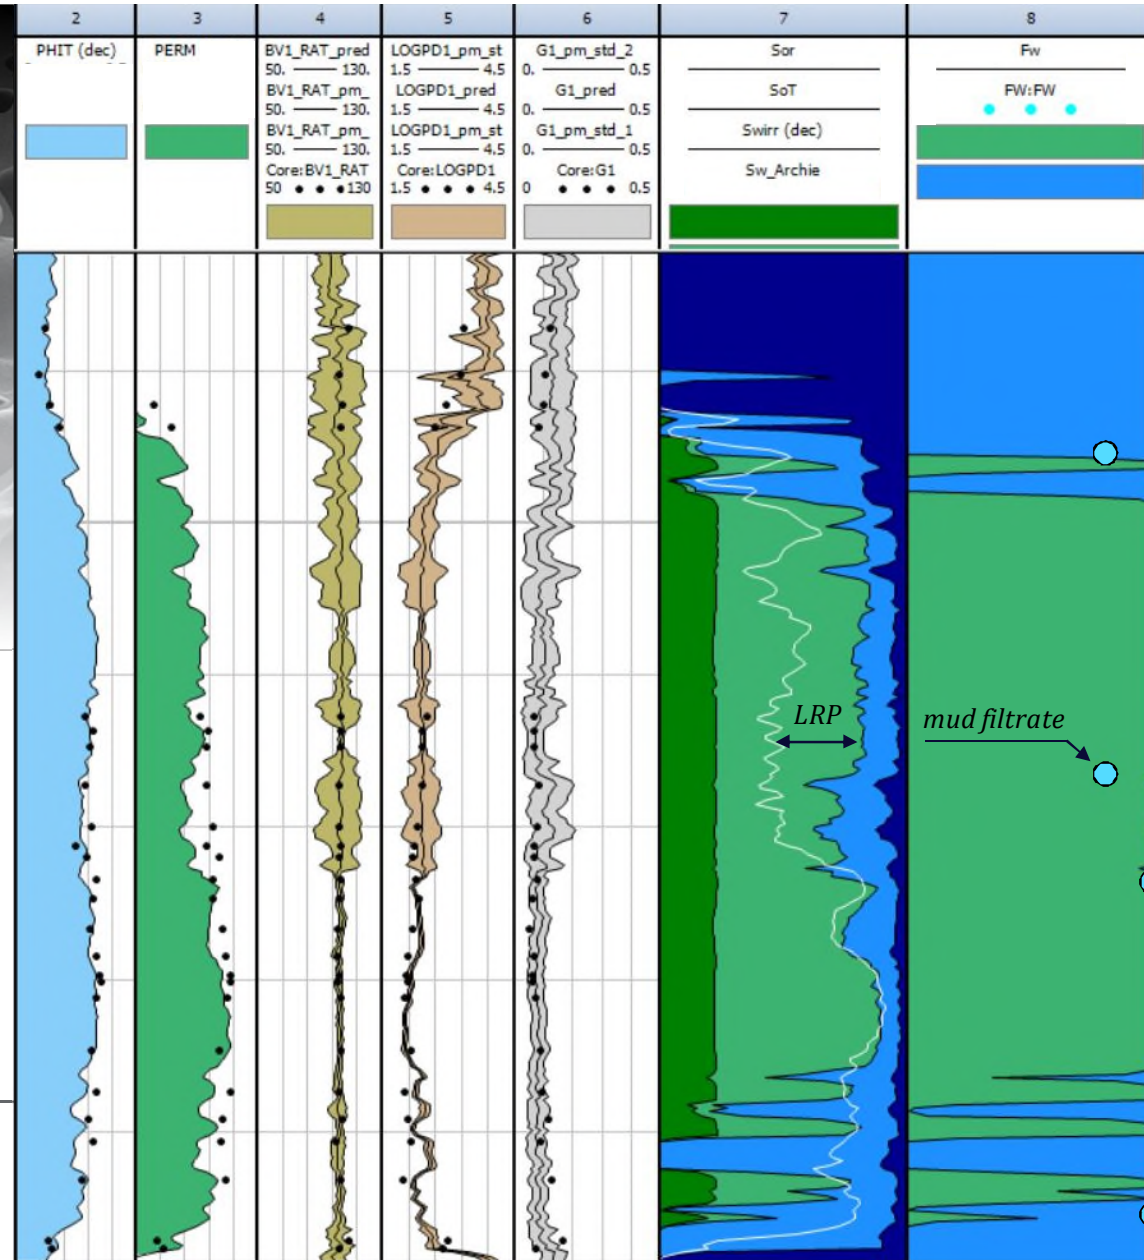 2 3 4 5 6 7 8
PHIT (dec)
PERM
BV1_RAT_pred
50. 130.
BV1_RAT_pm_
50. 130.
BV1_RAT_pm_
50. 130.
Core:BV1_RAT
50 130
LOGPD1_pm_st
1.5 4.5
LOGPD1_pred
1.5 4.5
LOGPD1_pm_st
1.5 4.5
Core:LOGPD1
1.5 4.5
G1_pm_std_2
0. 0.5
G1_pred
0. 0.5
G1_pm_std_1
0. 0.5
Core:G1
0 0.5
Sor
SoT
Swirr (dec)
Sw_Archie
Fw
FW:FW
LRP
mud filtrate